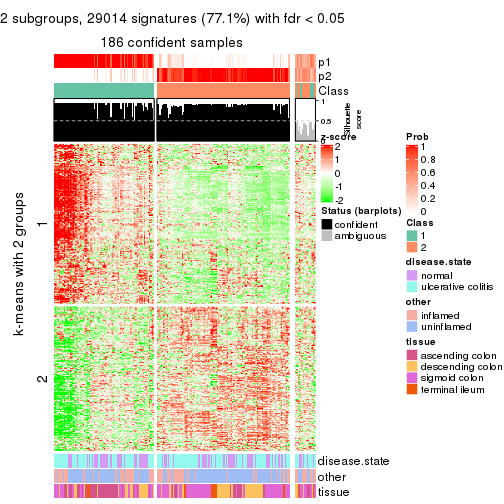 2 subgroups, 29014 signatures (77.1%) with fdr < 0.05
186 confident samples
p1
p2
Class
1
0.5
0
Silhouette
score
k-means with 2 groups
1
2
z-score
2
1
0
-1
-2
Status (barplots)
confident
ambiguous
Prob
1
0.8
0.6
0.4
0.2
0
Class
1
2
disease.state
normal
ulcerative colitis
other
inflamed
uninflamed
tissue
ascending colon
descending colon
sigmoid colon
terminal ileum
disease.state
other
tissue